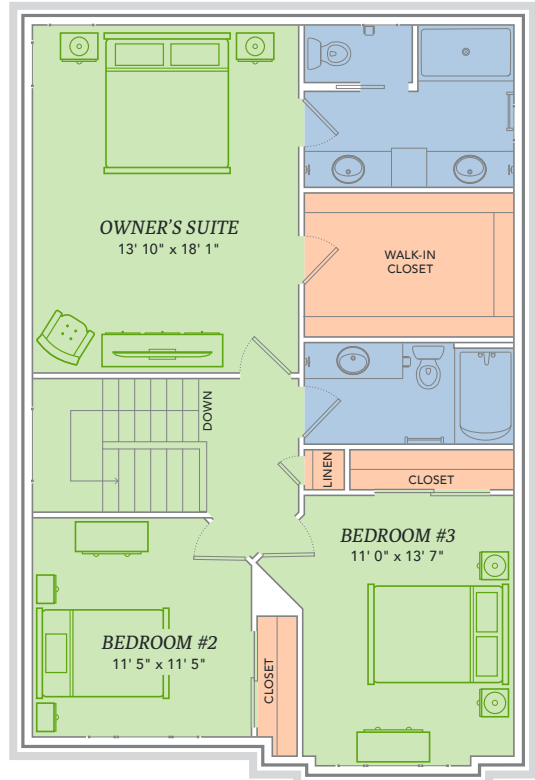 OWNER'S SUITE
13' 10" x 18' 1"
WALK-IN
CLOSET
DOWN
LINEN
CLOSET
BEDROOM #3
11' 0" x 13' 7"
BEDROOM #2
11' 5" x 11' 5"
CLOSET